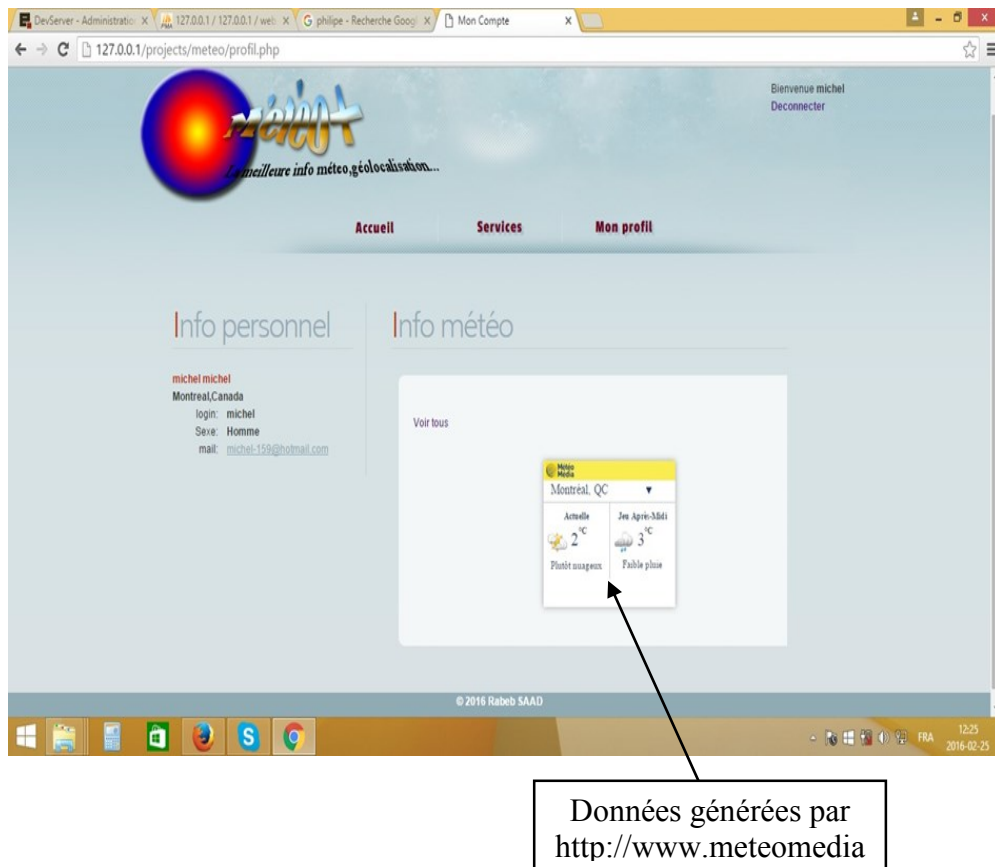 DevServer - Administratio
127.0.0.1 / 127.0.0.1 / web
philipe - Recherche Googl
Mon Compte
127.0.0.1/projects/meteo/profil.php
Bienvenue michel
Deconnecter
Météo+
La meilleure info méteo,géolocalisation...
Accueil
Services
Mon profil
Info personnel
Info météo
michel michel
Montreal,Canada
login: michel
Sexe: Homme
mail: michel-159@hotmail.com
Voir tous
Météo
Média
Montréal, QC
Actuelle
2°C
Plutôt nuageux
Jeu Après-Midi
3°C
Faible pluie
© 2016 Rabeb SAAD
FRA
12:25
2016-02-25
Données générées par
http://www.meteomedia